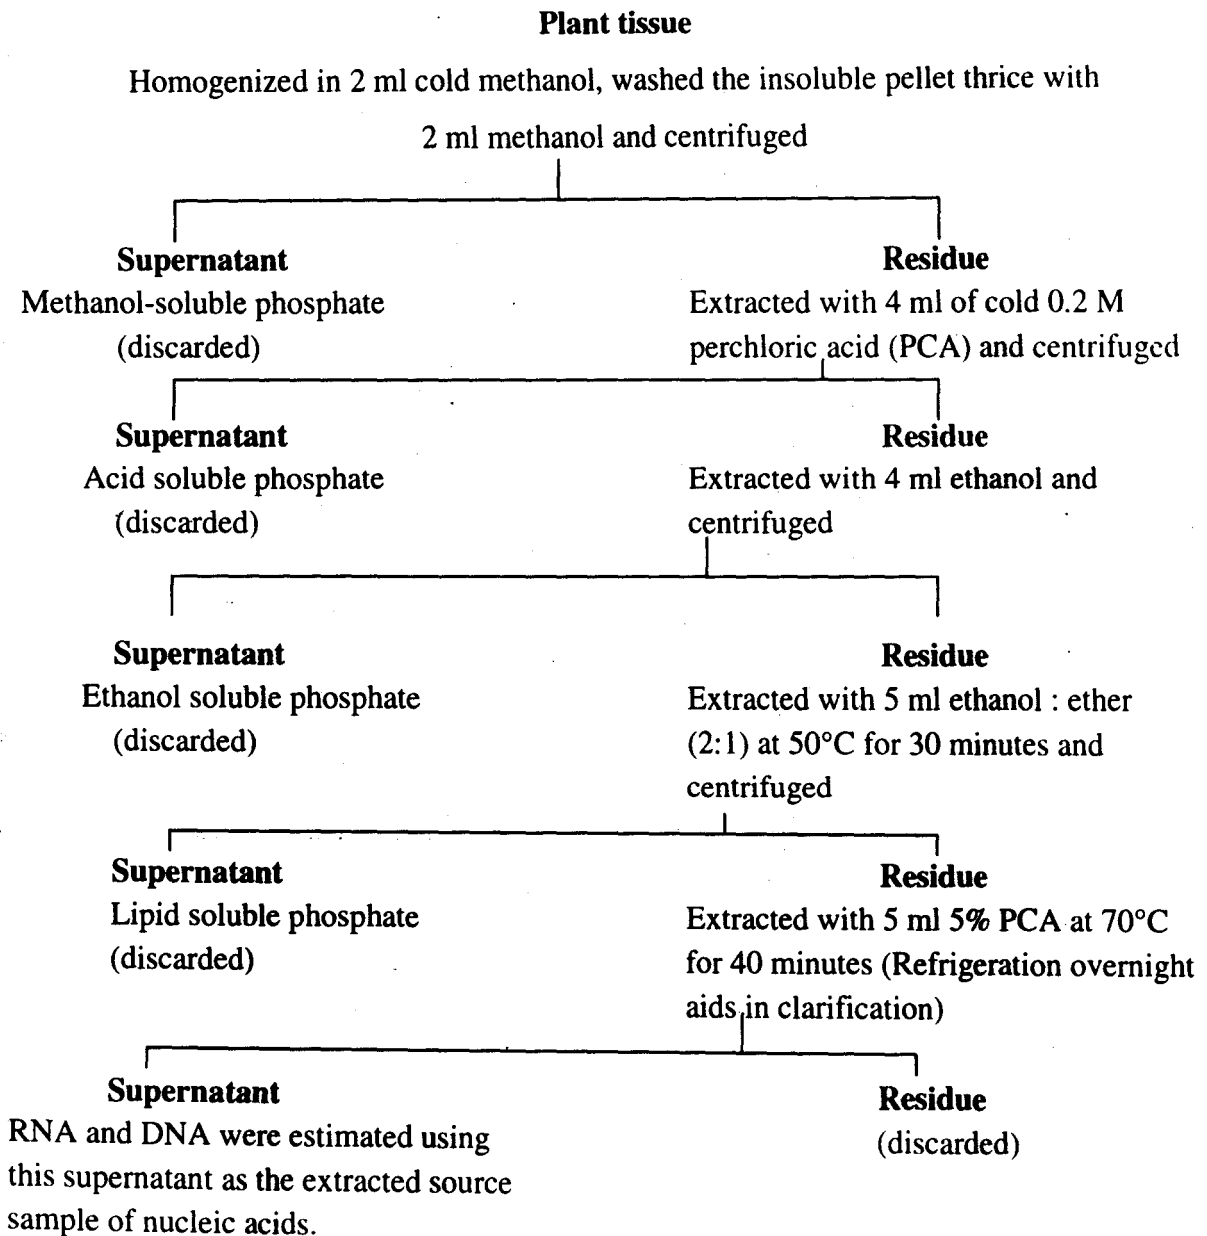 Plant tissue
Homogenized in 2 ml cold methanol, washed the insoluble pellet thrice with
2 ml methanol and centrifuged
Supernatant
Methanol-soluble phosphate
(discarded)
Residue
Extracted with 4 ml of cold 0.2 M
perchloric acid (PCA) and centrifuged
Supernatant
Acid soluble phosphate
(discarded)
Residue
Extracted with 4 ml ethanol and
centrifuged
Supernatant
Ethanol soluble phosphate
(discarded)
Residue
Extracted with 5 ml ethanol : ether
(2:1) at 50°C for 30 minutes and
centrifuged
Supernatant
Lipid soluble phosphate
(discarded)
Residue
Extracted with 5 ml 5% PCA at 70°C
for 40 minutes (Refrigeration overnight
aids in clarification)
Supernatant
RNA and DNA were estimated using
this supernatant as the extracted source
sample of nucleic acids.
Residue
(discarded)